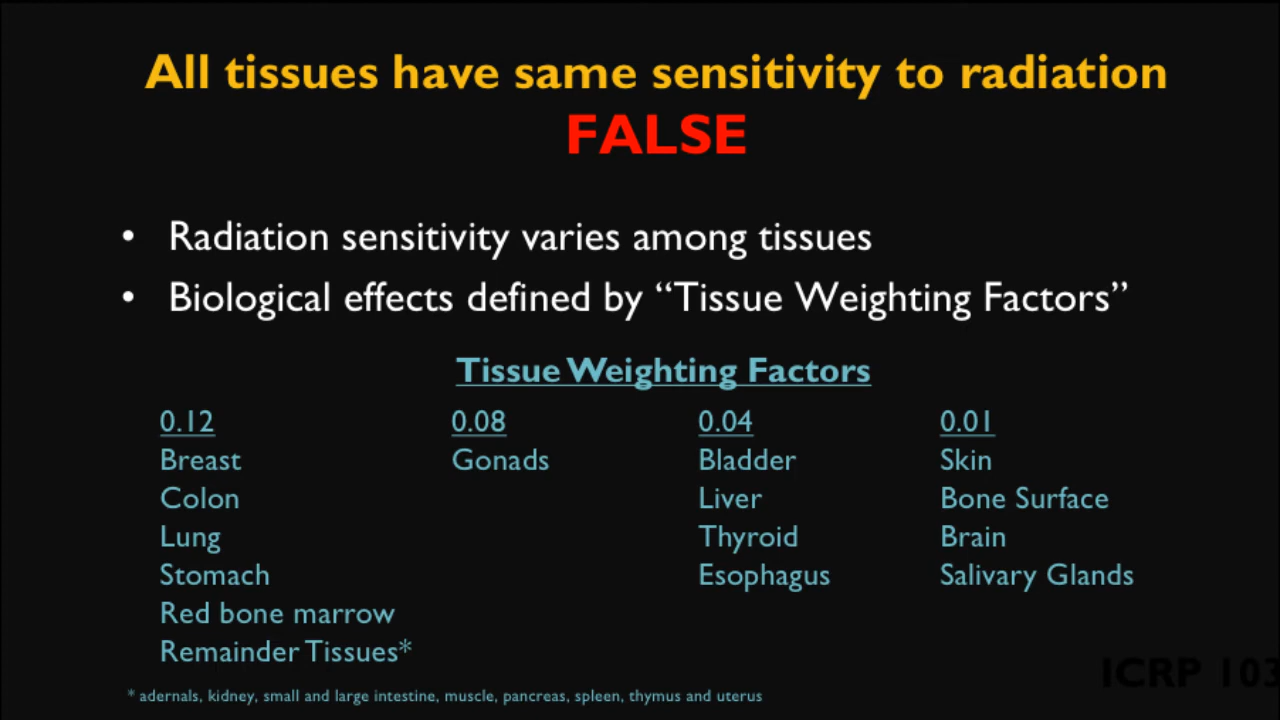 All tissues have same sensitivity to radiation
FALSE
• Radiation sensitivity varies among tissues
• Biological effects defined by “Tissue Weighting Factors”
Tissue Weighting Factors
0.12
Breast
Colon
Lung
Stomach
Red bone marrow
Remainder Tissues*
0.08
Gonads
0.04
Bladder
Liver
Thyroid
Esophagus
0.01
Skin
Bone Surface
Brain
Salivary Glands
* adernals, kidney, small and large intestine, muscle, pancreas, spleen, thymus and uterus
ICRP 103